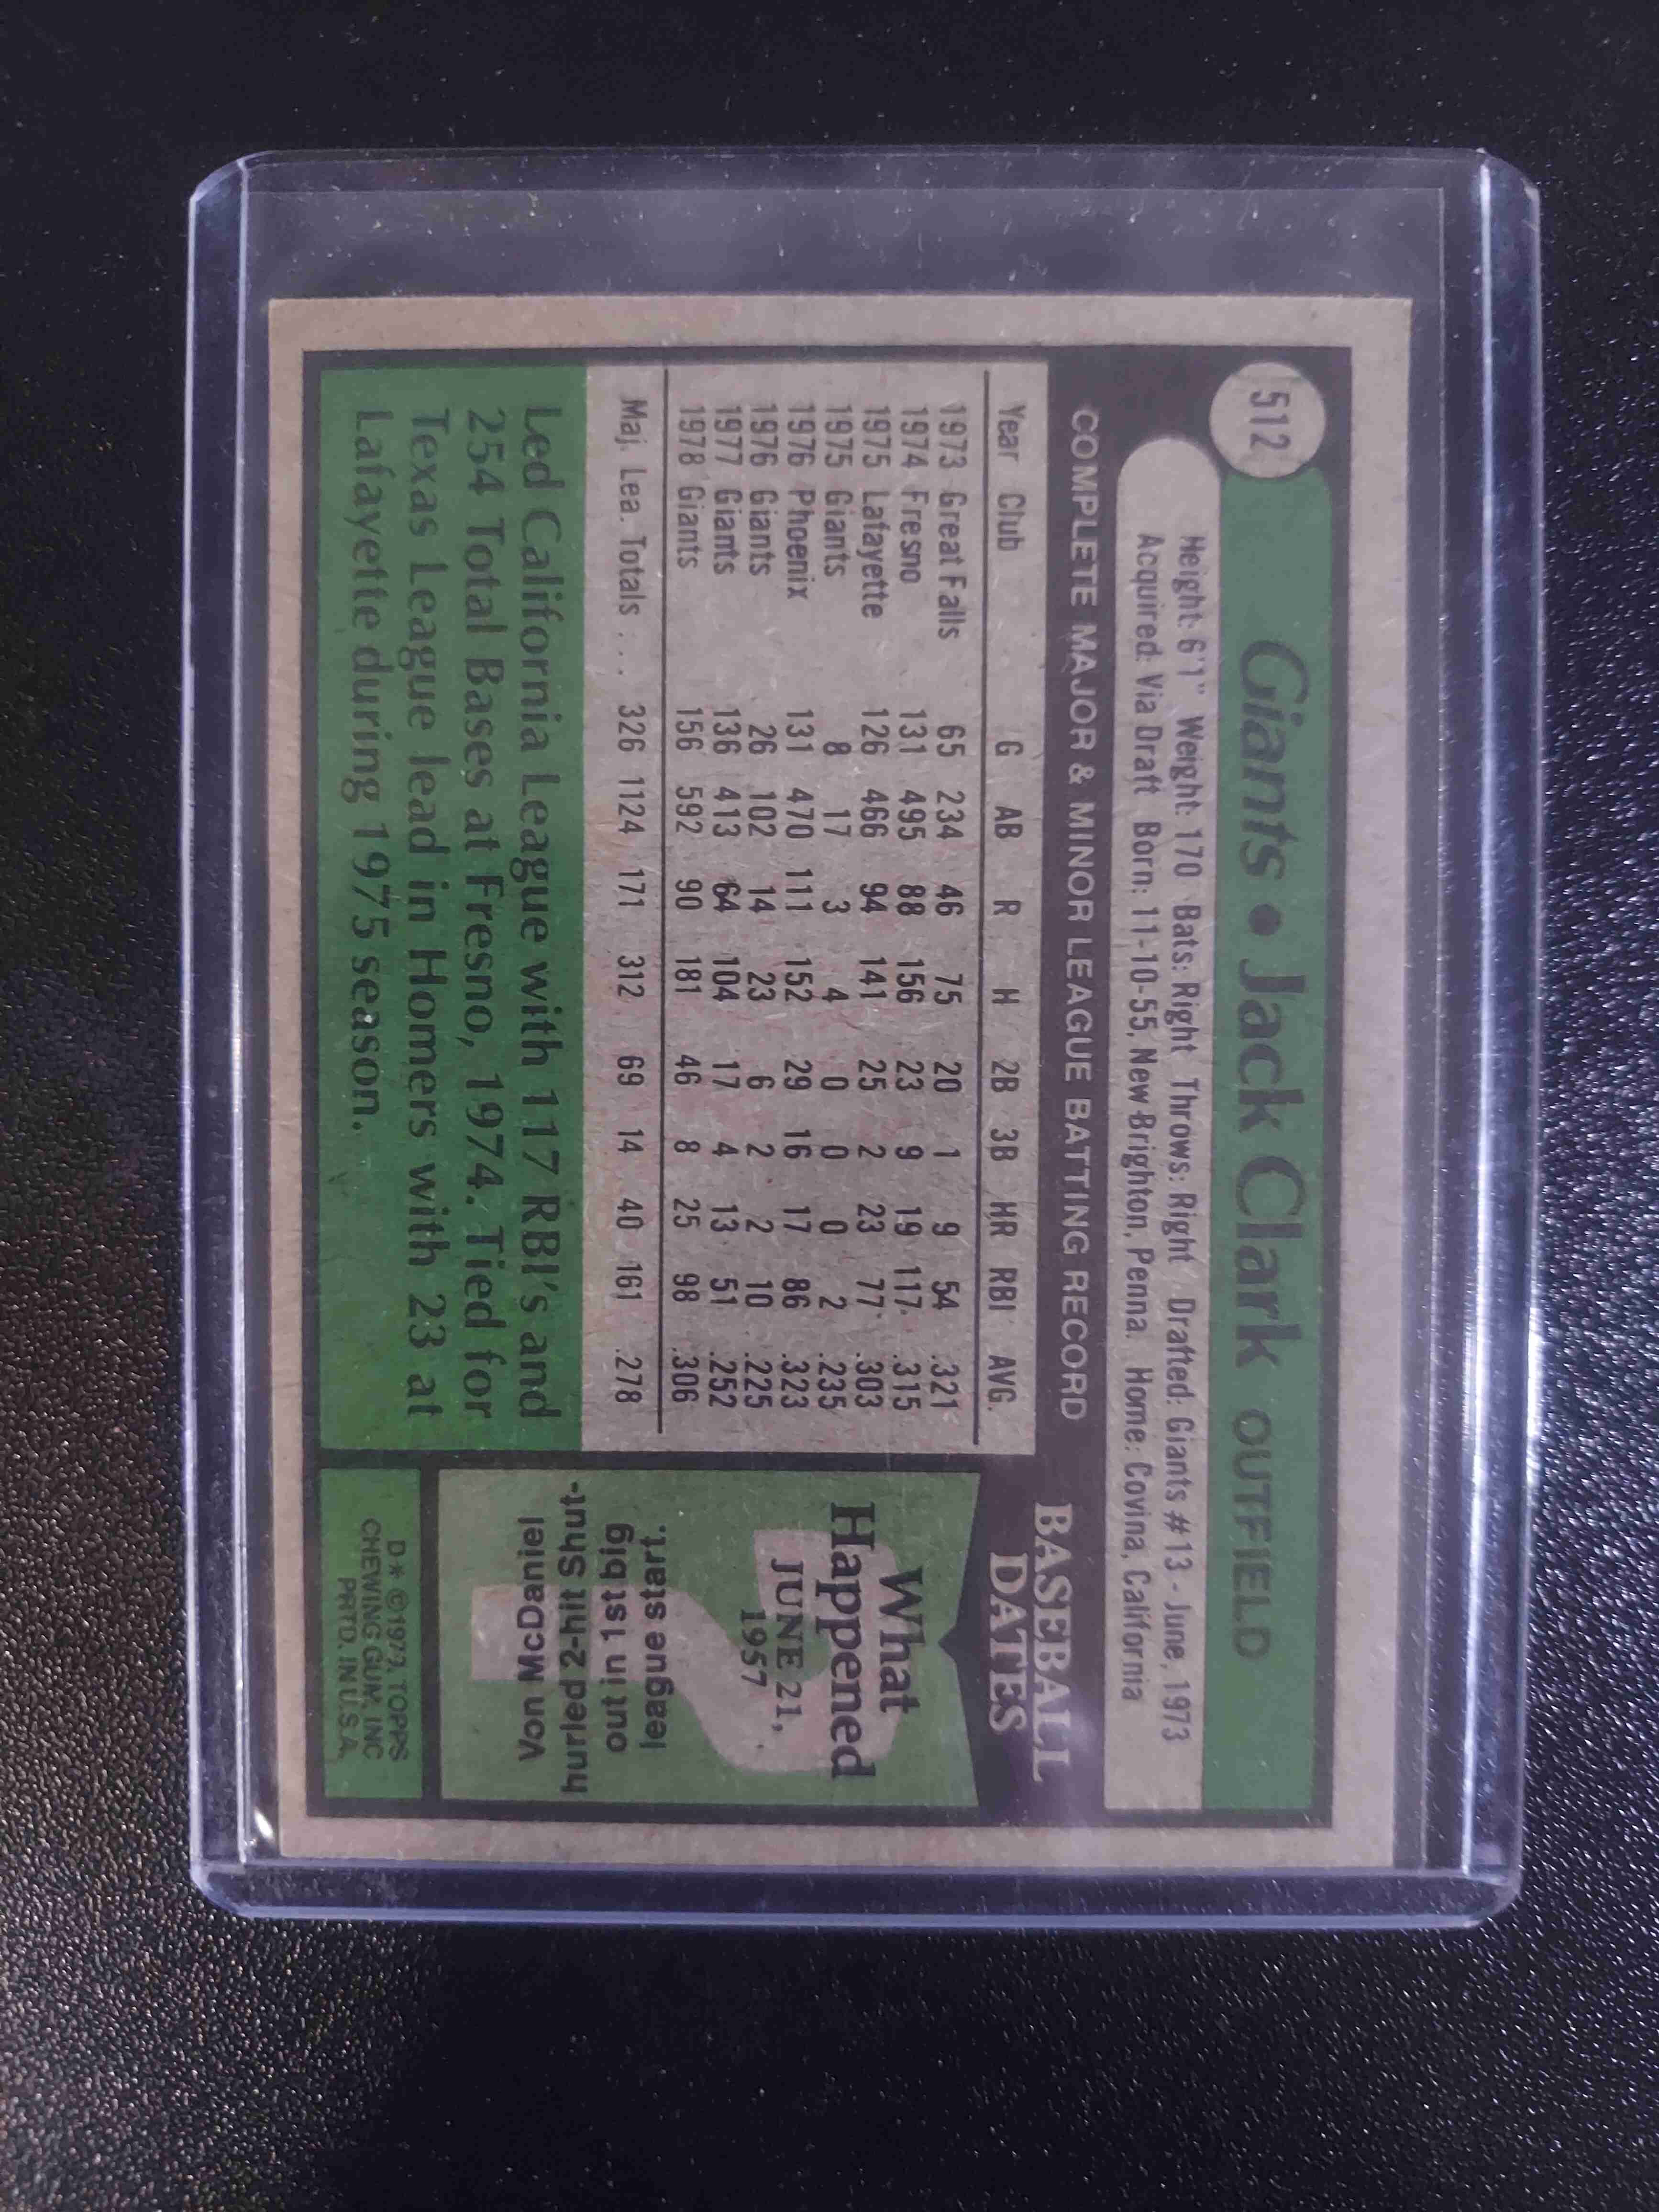 512
Giants • Jack Clark OUTFIELD
Height: 6'1" Weight: 170 Bats: Right Throws: Right Drafted: Giants #13 - June, 1973
Acquired: Via Draft Born: 11-10-55, New Brighton, Penna. Home: Covina, California
COMPLETE MAJOR & MINOR LEAGUE BATTING RECORD
Year Club G AB R H 2B 3B HR RBI AVG.
1973 Great Falls 65 234 46 75 20 1 9 54 .321
1974 Fresno 131 495 88 156 23 9 19 117 .315
1975 Lafayette 126 466 94 141 25 2 23 77 .303
1975 Giants 8 17 3 4 0 0 0 2 .235
1976 Phoenix 131 470 111 152 29 16 17 86 .323
1976 Giants 26 102 14 23 6 2 2 10 .225
1977 Giants 136 413 64 104 17 4 13 51 .252
1978 Giants 156 592 90 181 46 8 25 98 .306
Maj. Lea. Totals . . . 326 1124 171 312 69 14 40 161 .278
Led California League with 117 RBI's and
254 Total Bases at Fresno, 1974. Tied for
Texas League lead in Homers with 23 at
Lafayette during 1975 season.
BASEBALL
DATES
What
Happened
JUNE 21,
1957
Von McDaniel
hurled 2-hit Shut-
out in 1st big
league start.
D* ©1979, TOPPS
CHEWING GUM, INC
PRTD. IN U.S.A.